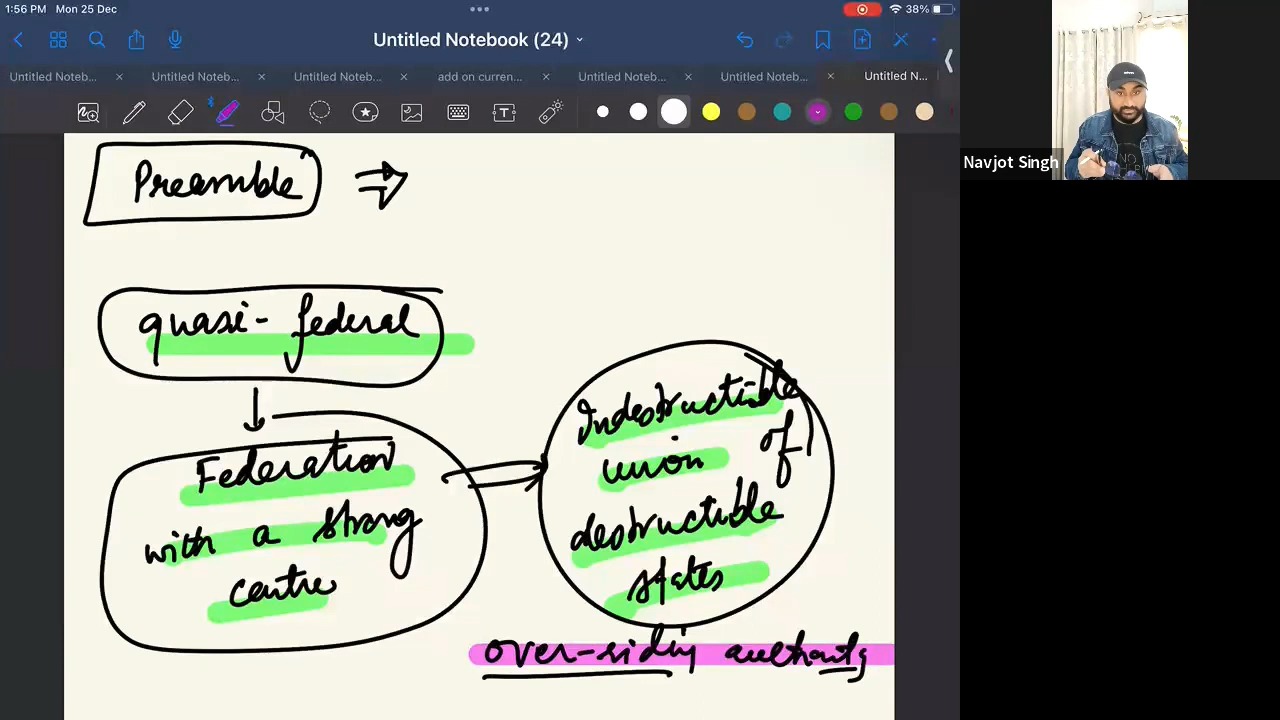 1:56 PM Mon 25 Dec
38%
Untitled Notebook (24)
Untitled Noteb...
Untitled Noteb...
Untitled Noteb...
add on curren...
Untitled Noteb...
Untitled Noteb...
Untitled N...
Navjot Singh
Preamble
quasi- federal
Federation
with a strong
centre
Indestructible
union of
destructible
states
over-riding authority